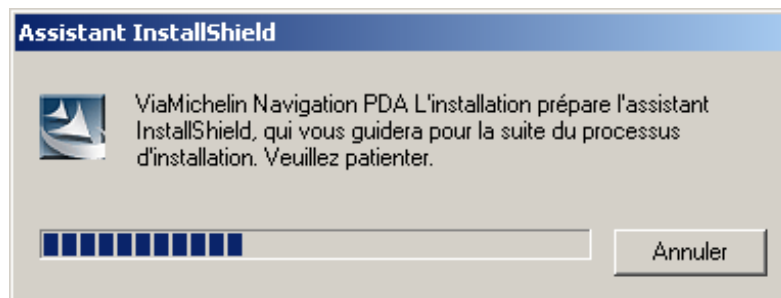 Assistant InstallShield
ViaMichelin Navigation PDA L'installation prépare l'assistant
InstallShield, qui vous guidera pour la suite du processus
d'installation. Veuillez patienter.
Annuler